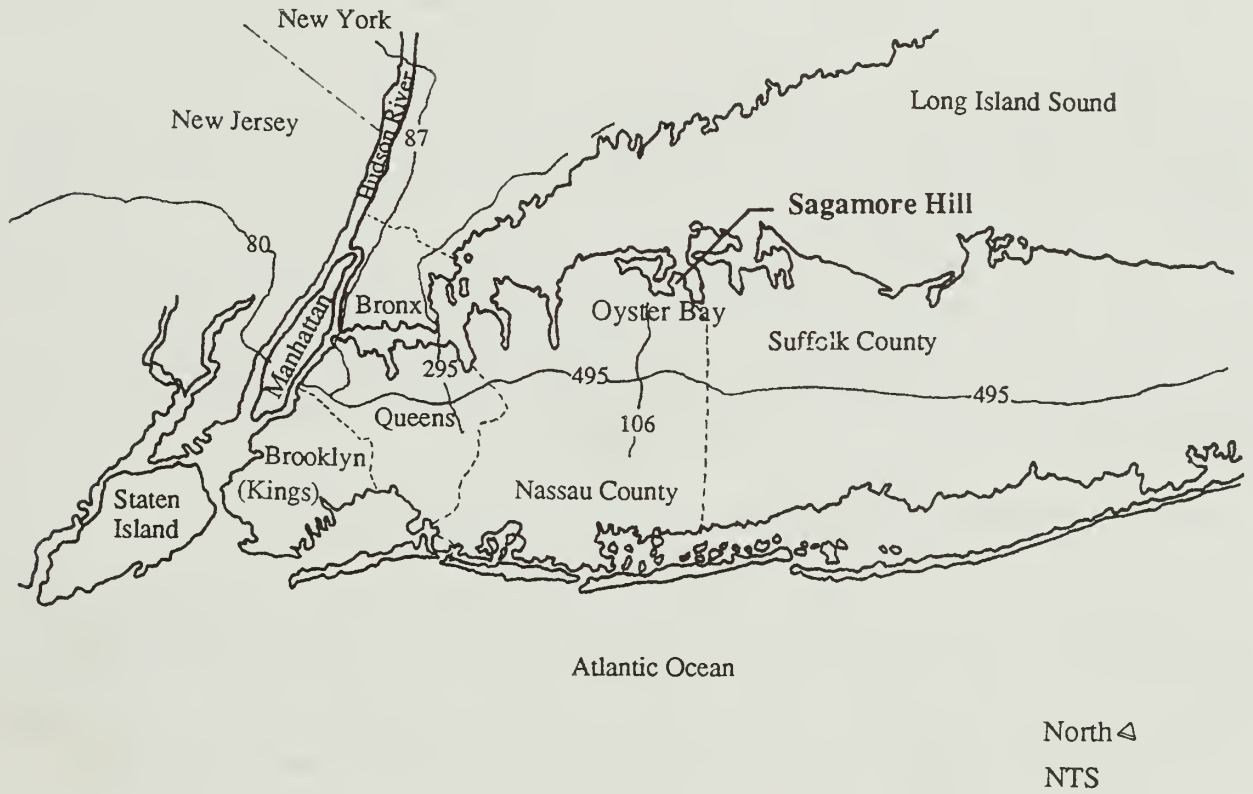 New York
Long Island Sound
New Jersey
Hudson River
87
Sagamore Hill
80
Manhattan
Bronx
Oyster Bay
Suffolk County
295
495
495
Queens
106
Brooklyn
(Kings)
Nassau County
Staten
Island
Atlantic Ocean
North
NTS